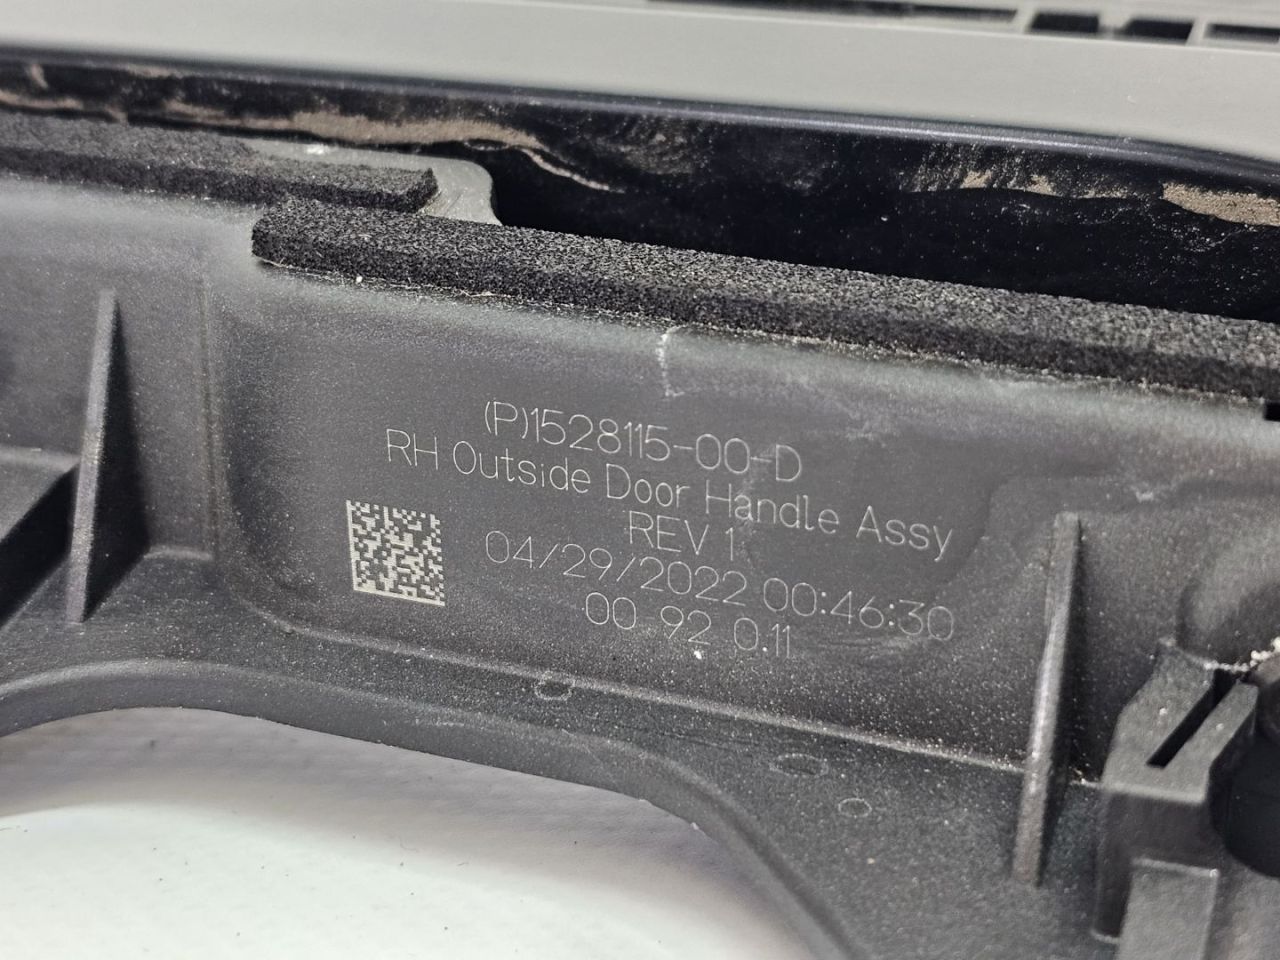 (P)1528115-00-D
RH Outside Door Handle Assy
REV 1
04/29/2022 00:46:30
00 92 0.11